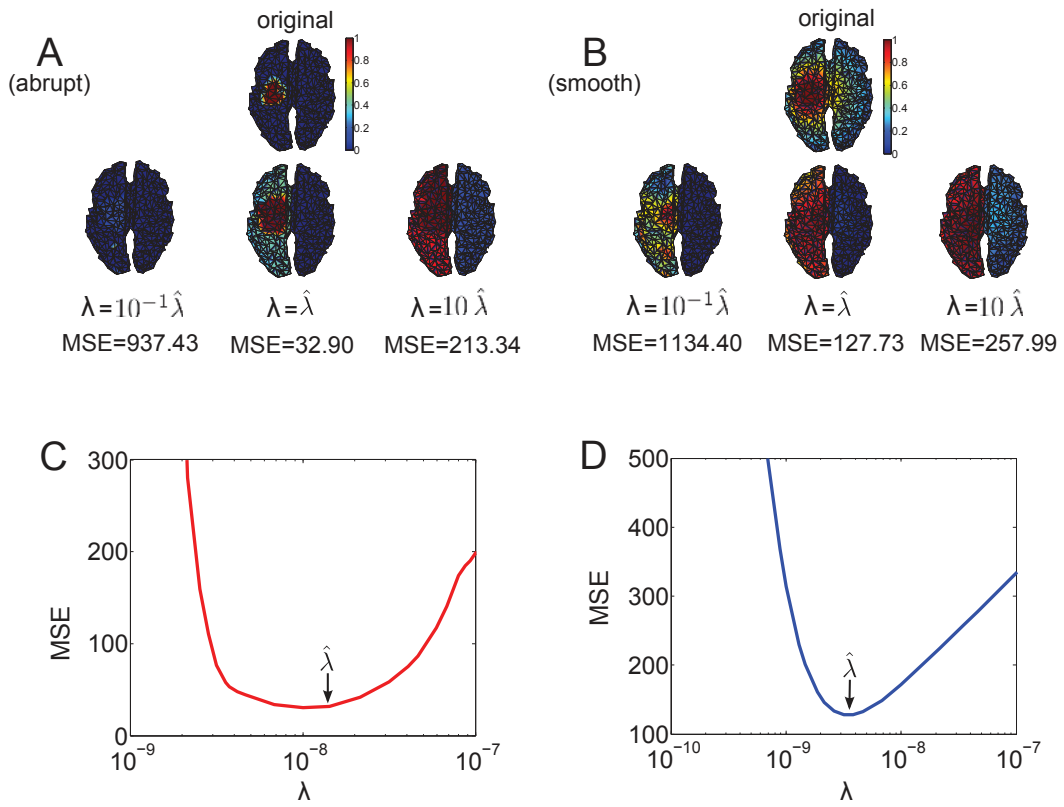 A
(abrupt)
original
1
0.8
0.6
0.4
0.2
0
λ=10⁻¹ λ̂
MSE=937.43
λ=λ̂
MSE=32.90
λ=10 λ̂
MSE=213.34
B
(smooth)
original
1
0.8
0.6
0.4
0.2
0
λ=10⁻¹ λ̂
MSE=1134.40
λ=λ̂
MSE=127.73
λ=10 λ̂
MSE=257.99
C
300
200
100
0
MSE
λ̂
10⁻⁹
10⁻⁸
10⁻⁷
λ
D
500
400
300
200
100
MSE
λ̂
10⁻¹⁰
10⁻⁹
10⁻⁸
10⁻⁷
λ